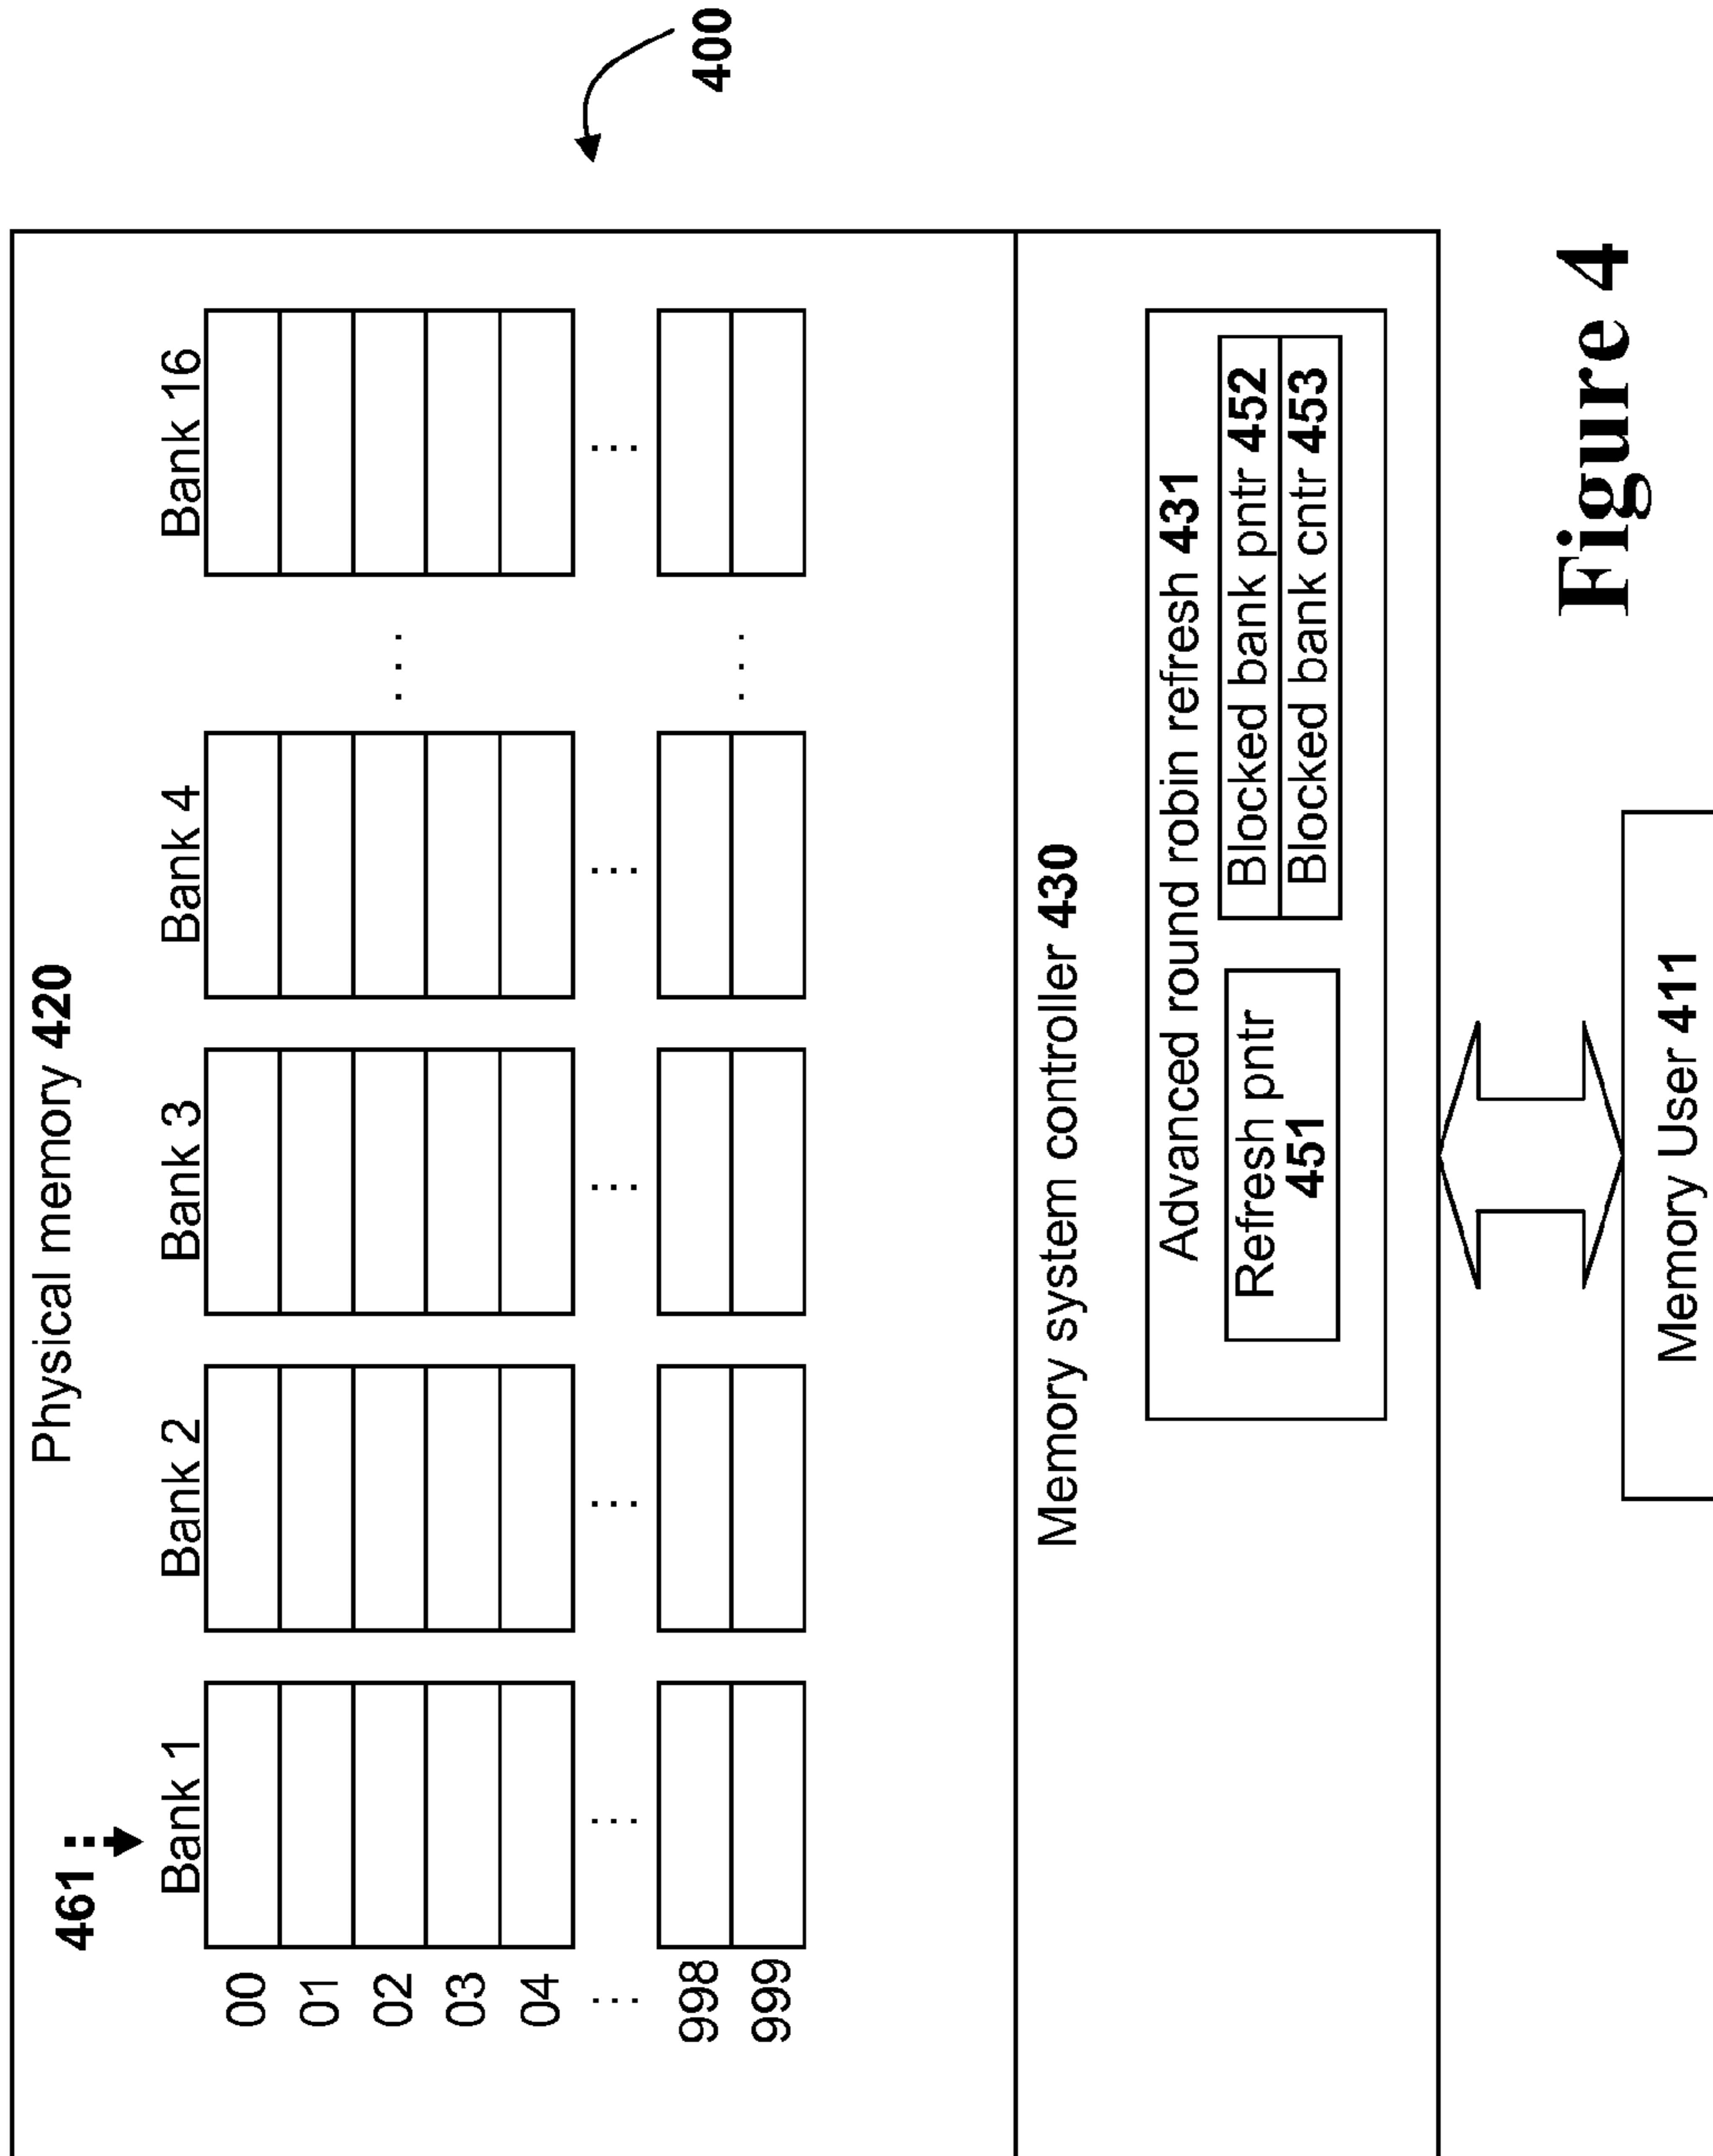 Physical memory 420
461
Bank 1 Bank 2 Bank 3 Bank 4 Bank 16
00
01
02
03
04
...
998
999
400
Memory system controller 430
Advanced round robin refresh 431
Refresh pntr
451
Blocked bank pntr 452
Blocked bank cntr 453
Memory User 411
Figure 4